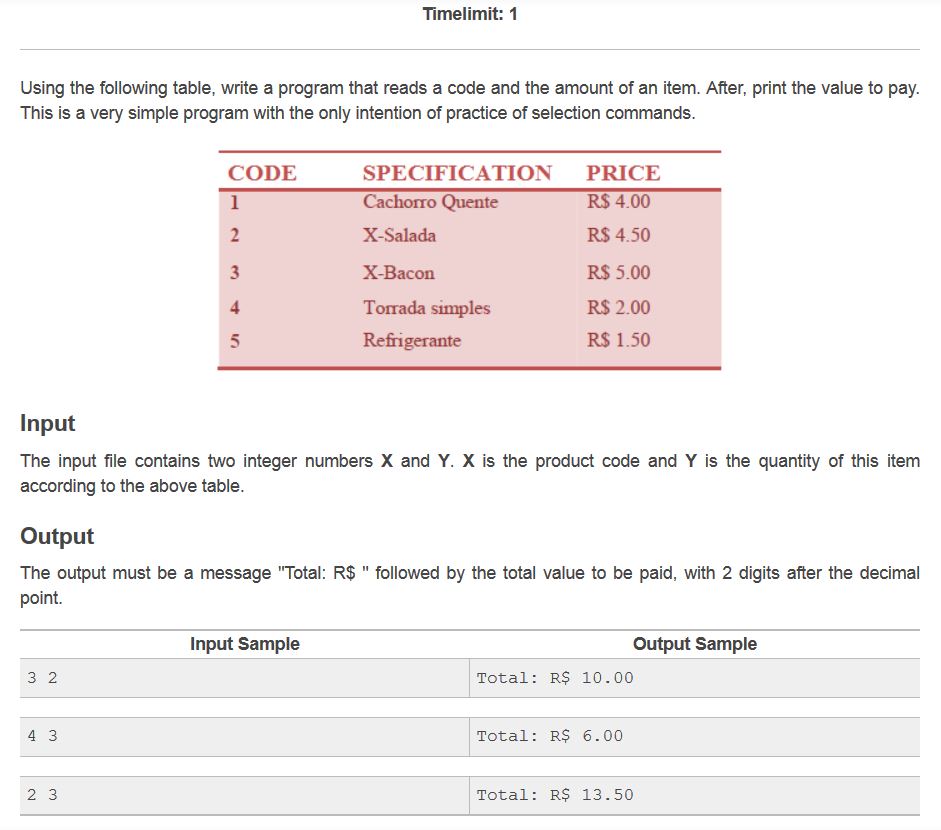 Timelimit: 1
Using the following table, write a program that reads a code and the amount of an item. After, print the value to pay.
This is a very simple program with the only intention of practice of selection commands.
CODE SPECIFICATION PRICE
1 Cachorro Quente R$ 4.00
2 X-Salada R$ 4.50
3 X-Bacon R$ 5.00
4 Torrada simples R$ 2.00
5 Refrigerante R$ 1.50
Input
The input file contains two integer numbers X and Y. X is the product code and Y is the quantity of this item
according to the above table.
Output
The output must be a message "Total: R$ " followed by the total value to be paid, with 2 digits after the decimal
point.
Input Sample Output Sample
3 2 Total: R$ 10.00
4 3 Total: R$ 6.00
2 3 Total: R$ 13.50